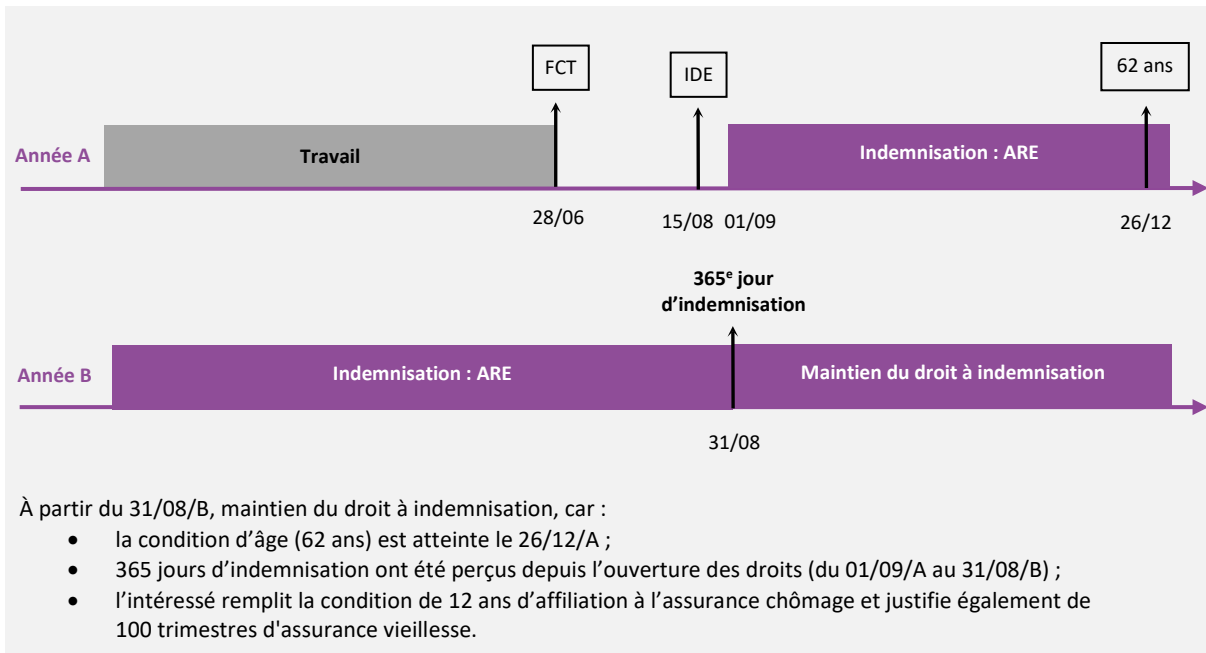 FCT
IDE
62 ans
Année A
Travail
Indemnisation : ARE
28/06
15/08 01/09
26/12
365e jour
d'indemnisation
Année B
Indemnisation : ARE
Maintien du droit à indemnisation
31/08
À partir du 31/08/B, maintien du droit à indemnisation, car :
• la condition d'âge (62 ans) est atteinte le 26/12/A ;
• 365 jours d'indemnisation ont été perçus depuis l'ouverture des droits (du 01/09/A au 31/08/B) ;
• l'intéressé remplit la condition de 12 ans d'affiliation à l'assurance chômage et justifie également de
100 trimestres d'assurance vieillesse.